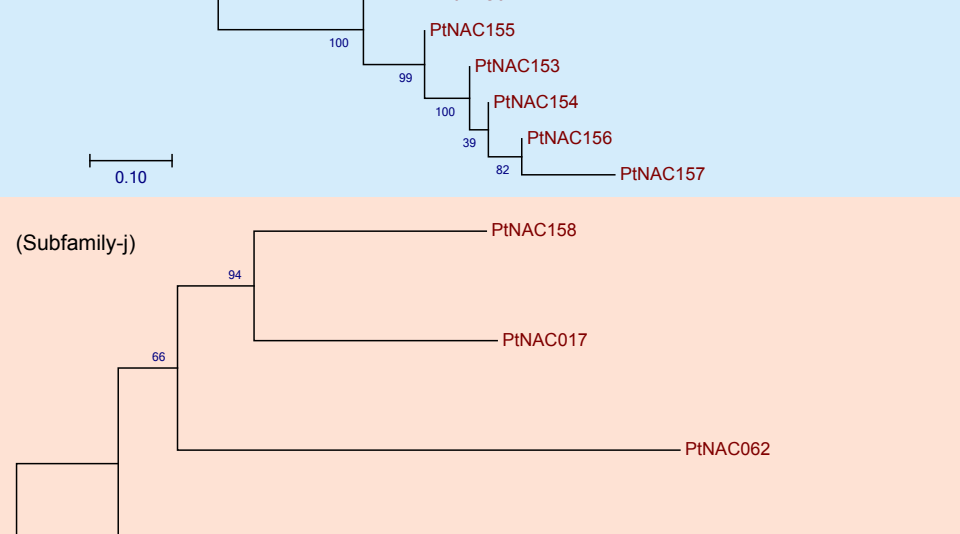 PtNAC155
100
PtNAC153
99
PtNAC154
100
PtNAC156
39
82
PtNAC157
0.10
PtNAC158
(Subfamily-j)
94
PtNAC017
66
PtNAC062